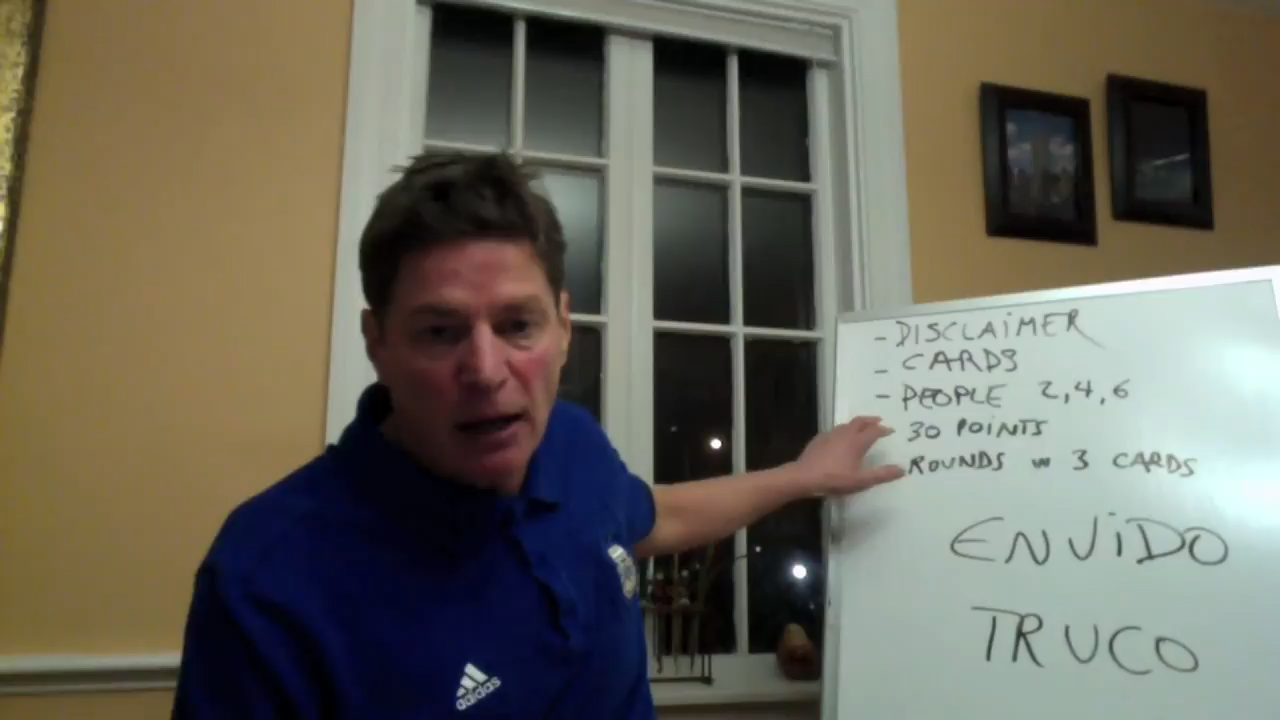 - DISCLAIMER
- CARDS
- PEOPLE 2,4,6
30 POINTS
ROUNDS w 3 CARDS
ENVIDO
TRUCO
adidas